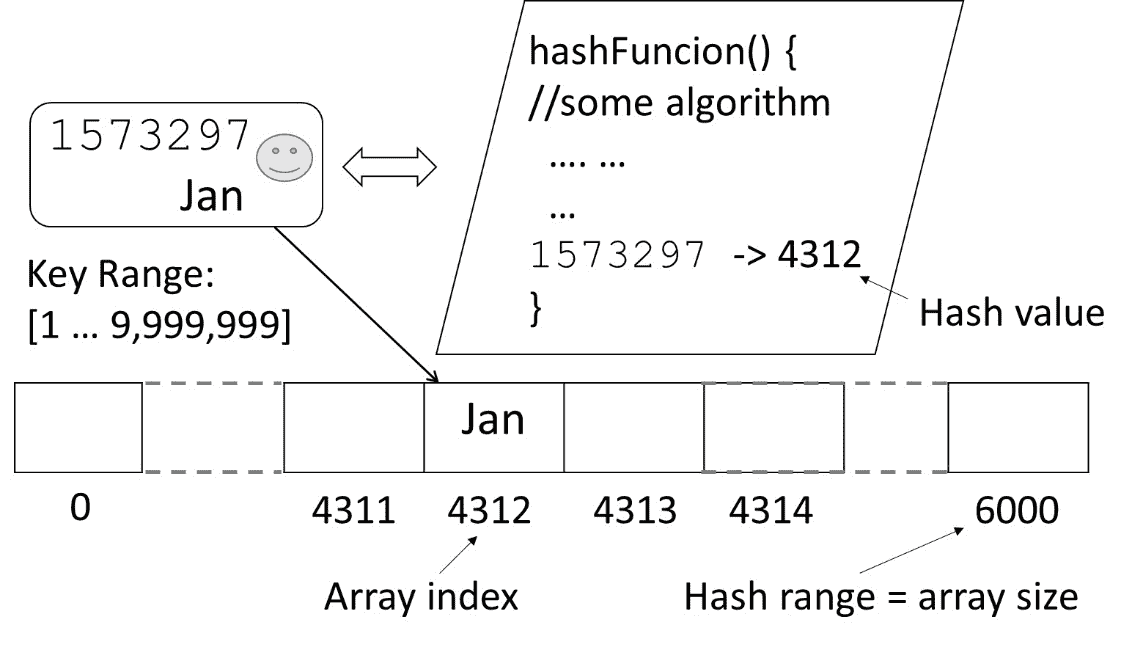 hashFuncion() {
//some algorithm
.... ...
...
1573297 -> 4312
}
Hash value
1573297
Jan
Key Range:
[1 ... 9,999,999]
Jan
0
4311
4312
4313
4314
6000
Array index
Hash range = array size